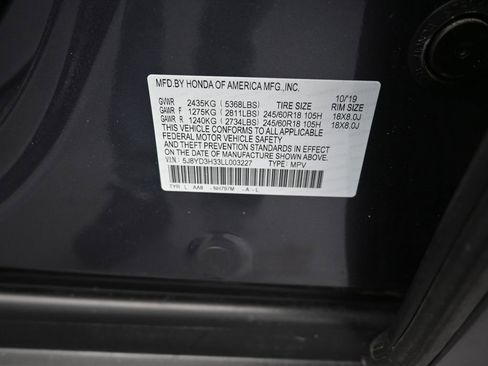 MFD.BY HONDA OF AMERICA MFG.,INC. 10/'19
GVWR 2435KG (5368LBS) TIRE SIZE RIM SIZE
GAWR F 1275KG (2811LBS) 245/60R18 105H 18X8.0J
GAWR R 1240KG (2734LBS) 245/60R18 105H 18X8.0J
THIS VEHICLE CONFORMS TO ALL APPLICABLE
FEDERAL MOTOR VEHICLE SAFETY
AND THEFT PREVENTION STANDARDS IN EFFECT ON THE
DATE OF MANUFACTURE SHOWN ABOVE.
VIN: 5J8YD3H33LL003227 TYPE: MPV
TYR L AA8 NH797M -A-L